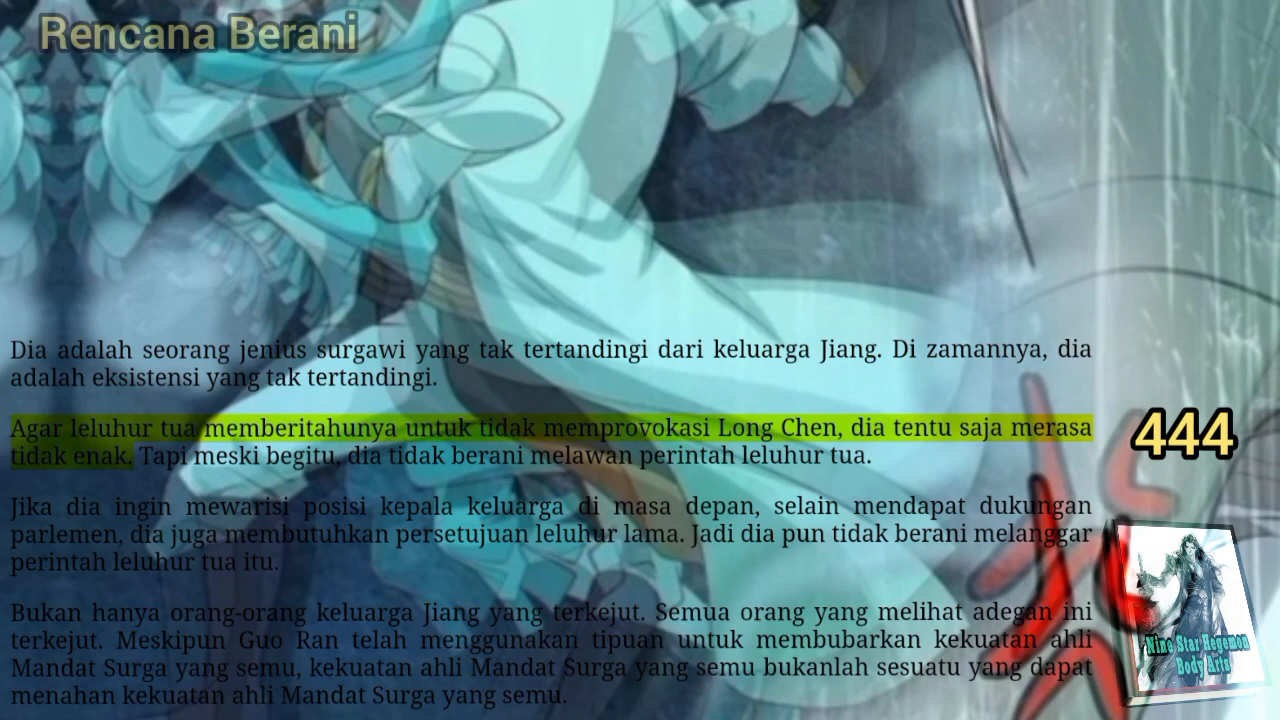 Rencana Berani
Dia adalah seorang jenius surgawi yang tak tertandingi dari keluarga Jiang. Di zamannya, dia
adalah eksistensi yang tak tertandingi.
Agar leluhur tua memberitahunya untuk tidak memprovokasi Long Chen, dia tentu saja merasa
tidak enak. Tapi meski begitu, dia tidak berani melawan perintah leluhur tua.
Jika dia ingin mewarisi posisi kepala keluarga di masa depan, selain mendapat dukungan
parlemen, dia juga membutuhkan persetujuan leluhur lama. Jadi dia pun tidak berani melanggar
perintah leluhur tua itu.
Bukan hanya orang-orang keluarga Jiang yang terkejut. Semua orang yang melihat adegan ini
terkejut. Meskipun Guo Ran telah menggunakan tipuan untuk membubarkan kekuatan ahli
Mandat Surga yang semu, kekuatan ahli Mandat Surga yang semu bukanlah sesuatu yang dapat
menahan kekuatan ahli Mandat Surga yang semu.
444
Nine Star Hegemon
Body Arts